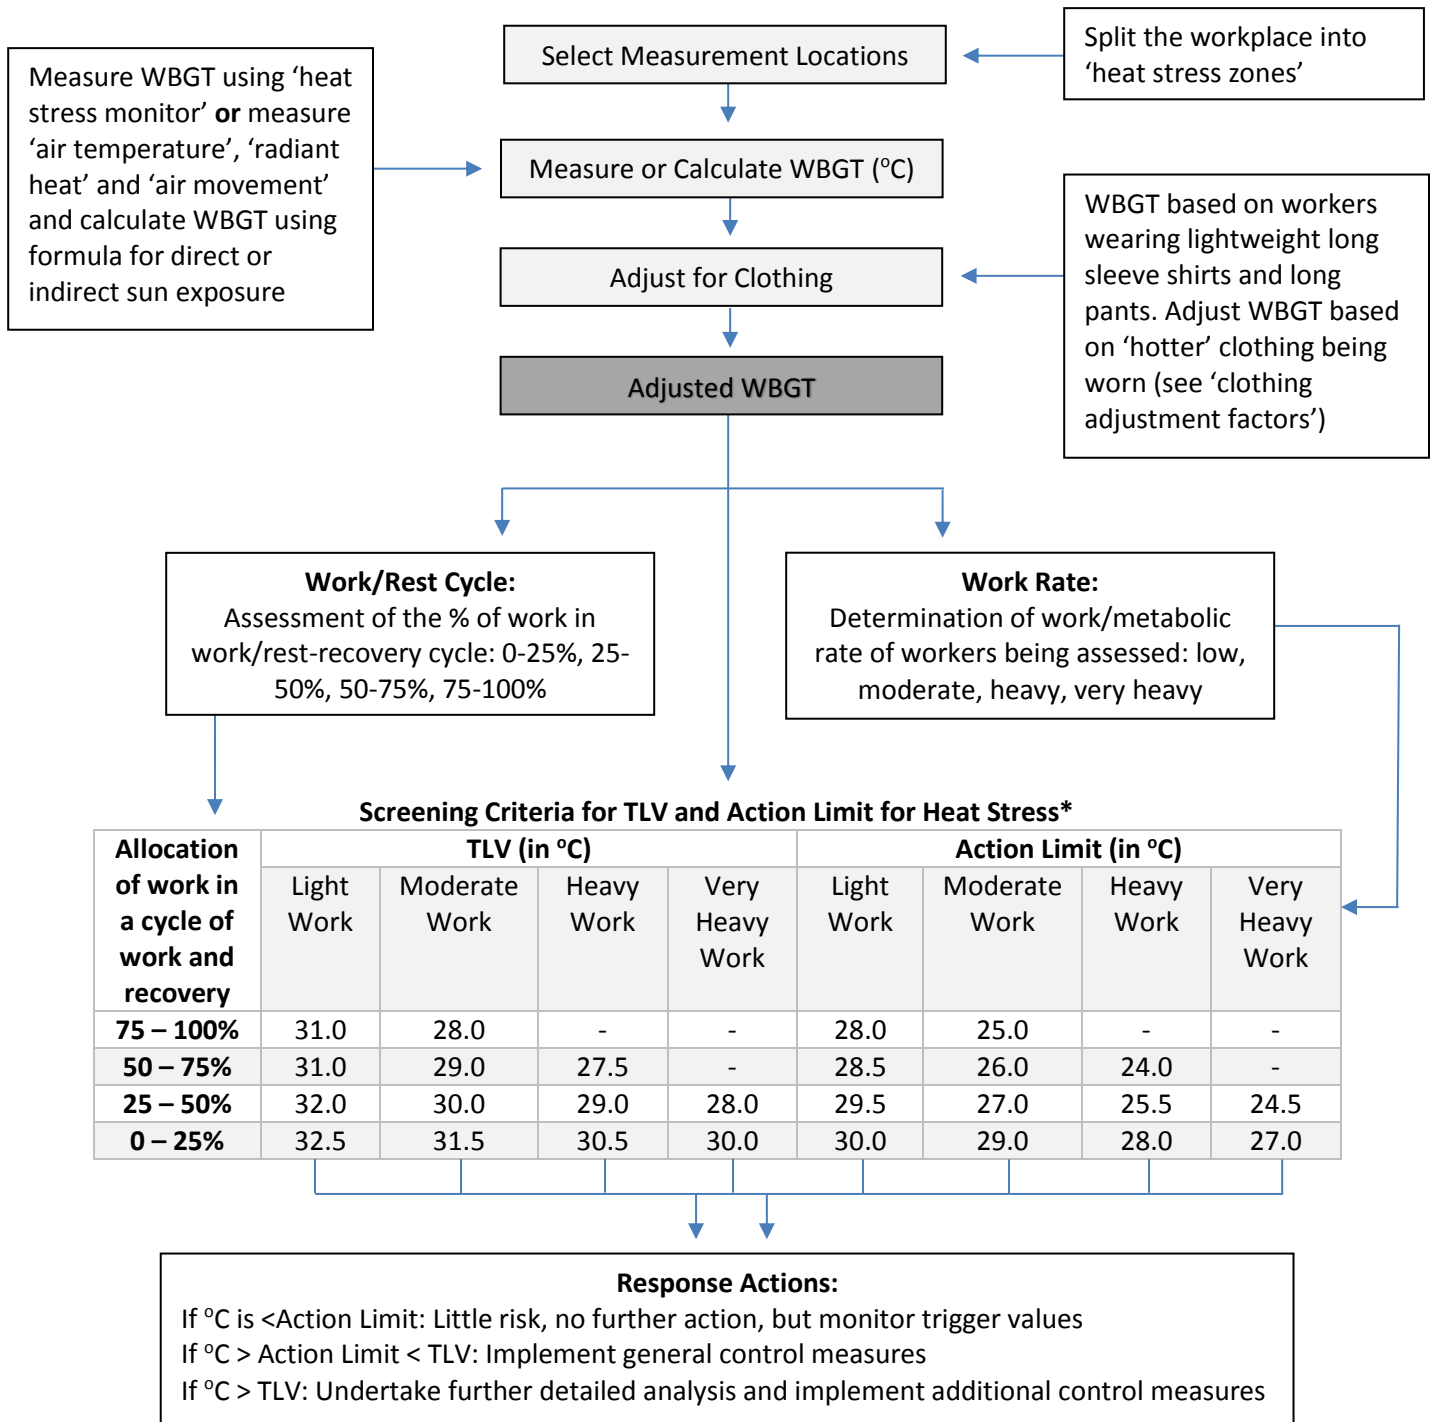 Select Measurement Locations
Split the workplace into
‘heat stress zones’
Measure WBGT using ‘heat
stress monitor’ or measure
‘air temperature’, ‘radiant
heat’ and ‘air movement’
and calculate WBGT using
formula for direct or
indirect sun exposure
Measure or Calculate WBGT (°C)
Adjust for Clothing
WBGT based on workers
wearing lightweight long
sleeve shirts and long
pants. Adjust WBGT based
on ‘hotter’ clothing being
worn (see ‘clothing
adjustment factors’)
Adjusted WBGT
Work/Rest Cycle:
Assessment of the % of work in
work/rest-recovery cycle: 0-25%, 25-
50%, 50-75%, 75-100%
Work Rate:
Determination of work/metabolic
rate of workers being assessed: low,
moderate, heavy, very heavy
Screening Criteria for TLV and Action Limit for Heat Stress*
Allocation
of work in
a cycle of
work and
recovery
TLV (in °C)
Action Limit (in °C)
Light
Work
Moderate
Work
Heavy
Work
Very
Heavy
Work
Light
Work
Moderate
Work
Heavy
Work
Very
Heavy
Work
75 – 100% 31.0 28.0 - - 28.0 25.0 - -
50 – 75% 31.0 29.0 27.5 - 28.5 26.0 24.0 -
25 – 50% 32.0 30.0 29.0 28.0 29.5 27.0 25.5 24.5
0 – 25% 32.5 31.5 30.5 30.0 30.0 29.0 28.0 27.0
Response Actions:
If °C is <Action Limit: Little risk, no further action, but monitor trigger values
If °C > Action Limit < TLV: Implement general control measures
If °C > TLV: Undertake further detailed analysis and implement additional control measures